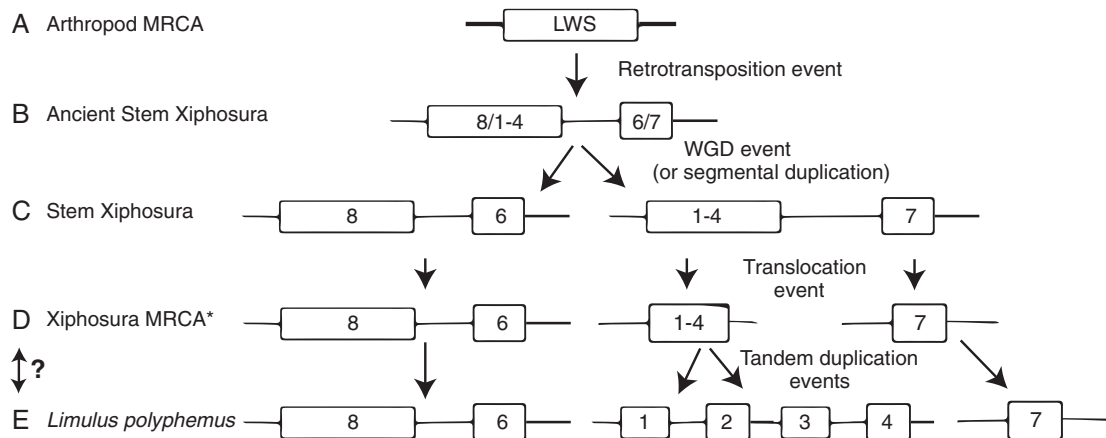 A Arthropod MRCA LWS
Retrotransposition event
B Ancient Stem Xiphosura 8/1-4 6/7
WGD event
(or segmental duplication)
C Stem Xiphosura 8 6 1-4 7
Translocation
event
D Xiphosura MRCA* 8 6 1-4 7
?
Tandem duplication
events
E Limulus polyphemus 8 6 1 2 3 4 7